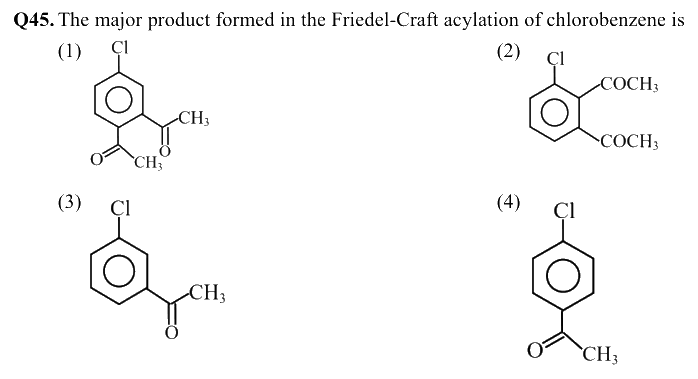 Q45. The major product formed in the Friedel-Craft acylation of chlorobenzene is
(1)
Cl
CH3
O
O
CH3
(2)
Cl
COCH3
COCH3
(3)
Cl
CH3
O
(4)
Cl
O
CH3